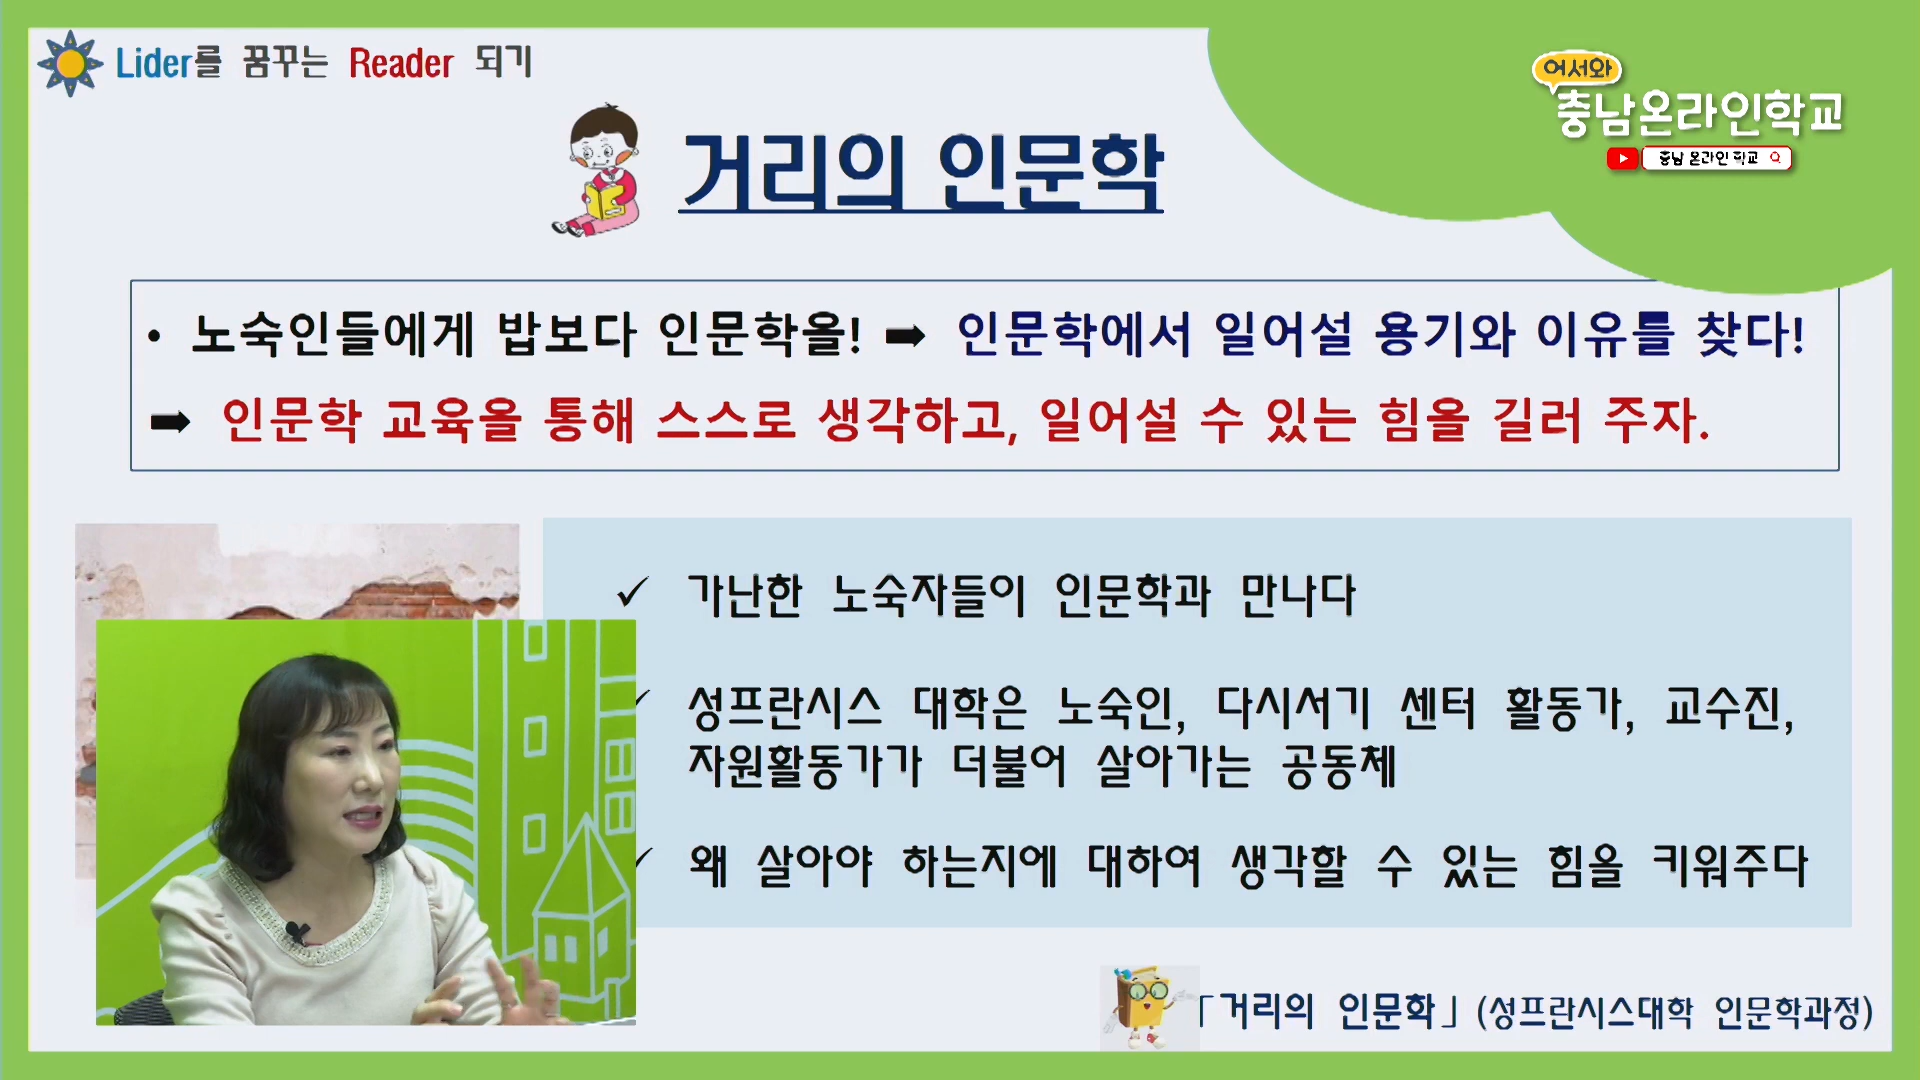 Lider를 꿈꾸는 Reader 되기
어서와
충남온라인학교
충남 온라인 학교
거리의 인문학
• 노숙인들에게 밥보다 인문학을! ➡ 인문학에서 일어설 용기와 이유를 찾다!
➡ 인문학 교육을 통해 스스로 생각하고, 일어설 수 있는 힘을 길러 주자.
✓ 가난한 노숙자들이 인문학과 만나다
✓ 성프란시스 대학은 노숙인, 다시서기 센터 활동가, 교수진,
자원활동가가 더불어 살아가는 공동체
✓ 왜 살아야 하는지에 대하여 생각할 수 있는 힘을 키워주다
「거리의 인문화」(성프란시스대학 인문학과정)